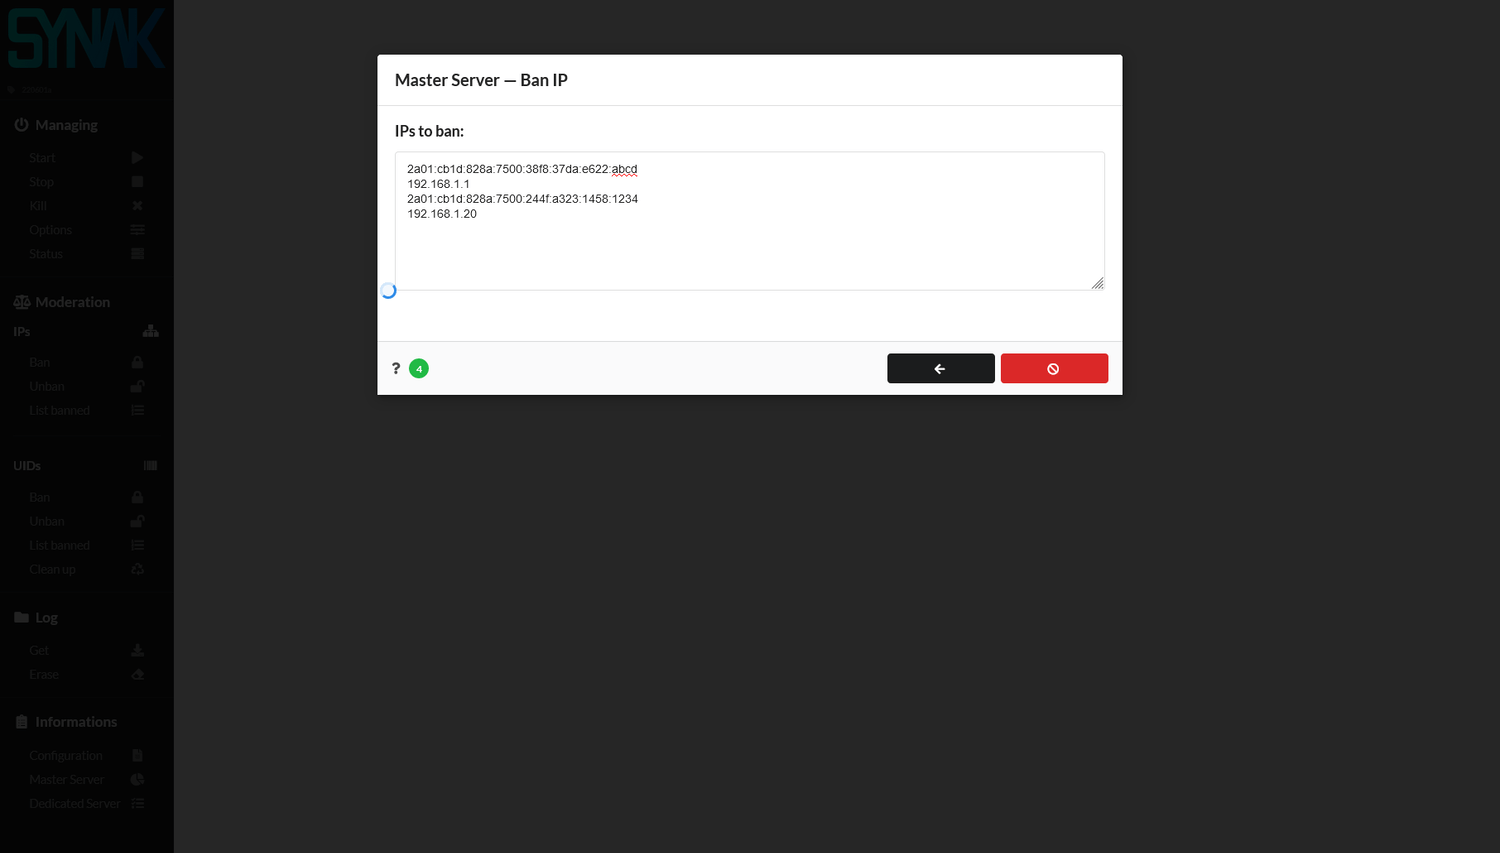 SYNAK
Managing
Start
Stop
Kill
Options
Status
Moderation
IPs
Ban
Unban
List banned
UIDs
Ban
Unban
List banned
Clean up
Log
Get
Erase
Informations
Configuration
Master Server
Dedicated Server
Master Server — Ban IP
IPs to ban:
2a01:cb1d:828a:7500:38f8:37da:e622:abcd
192.168.1.1
2a01:cb1d:828a:7500:244f:a323:1458:1234
192.168.1.20
? 4